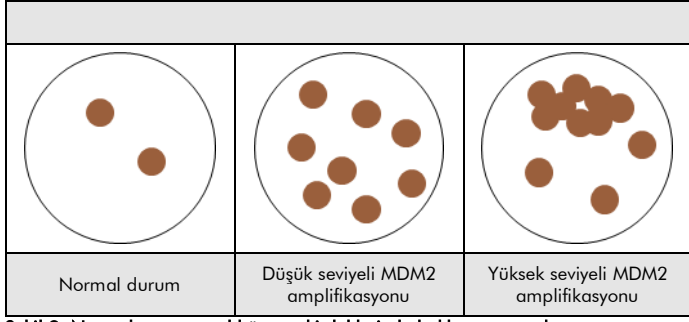 Normal durum
Düşük seviyeli MDM2
amplifikasyonu
Yüksek seviyeli MDM2
amplifikasyonu